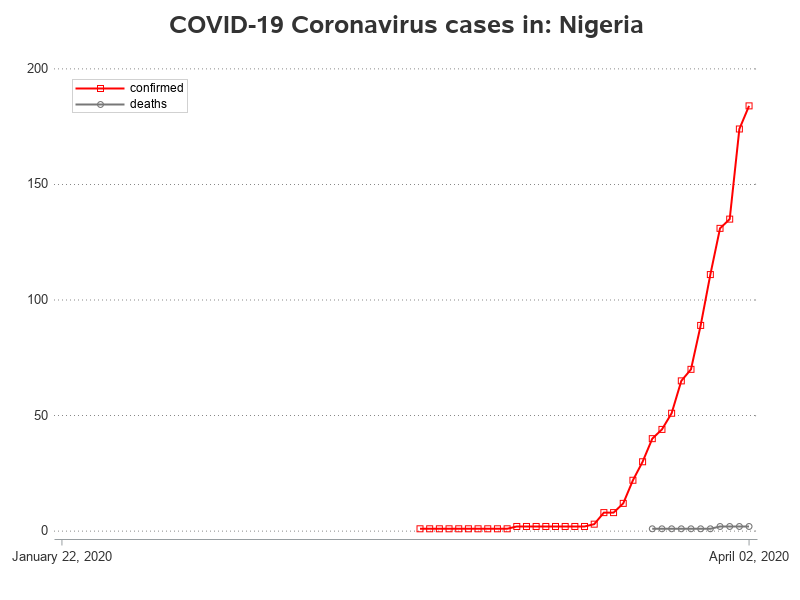 COVID-19 Coronavirus cases in: Nigeria
200
confirmed
deaths
150
100
50
0
January 22, 2020
April 02, 2020